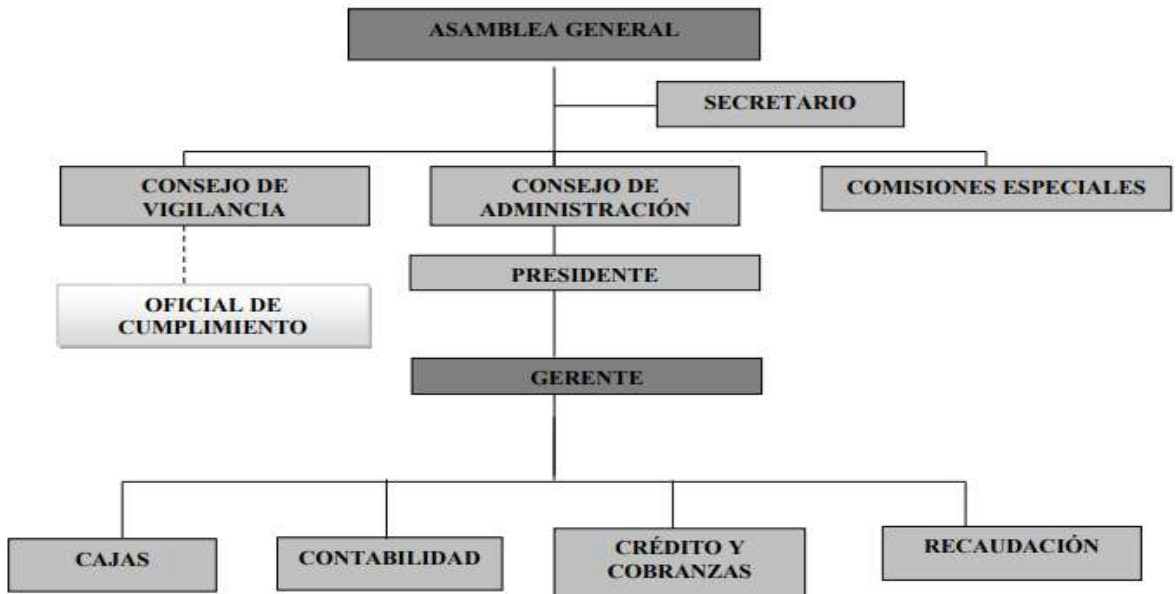 ASAMBLEA GENERAL
SECRETARIO
CONSEJO DE
VIGILANCIA
CONSEJO DE
ADMINISTRACIÓN
COMISIONES ESPECIALES
PRESIDENTE
OFICIAL DE
CUMPLIMIENTO
GERENTE
CAJAS
CONTABILIDAD
CRÉDITO Y
COBRANZAS
RECAUDACIÓN